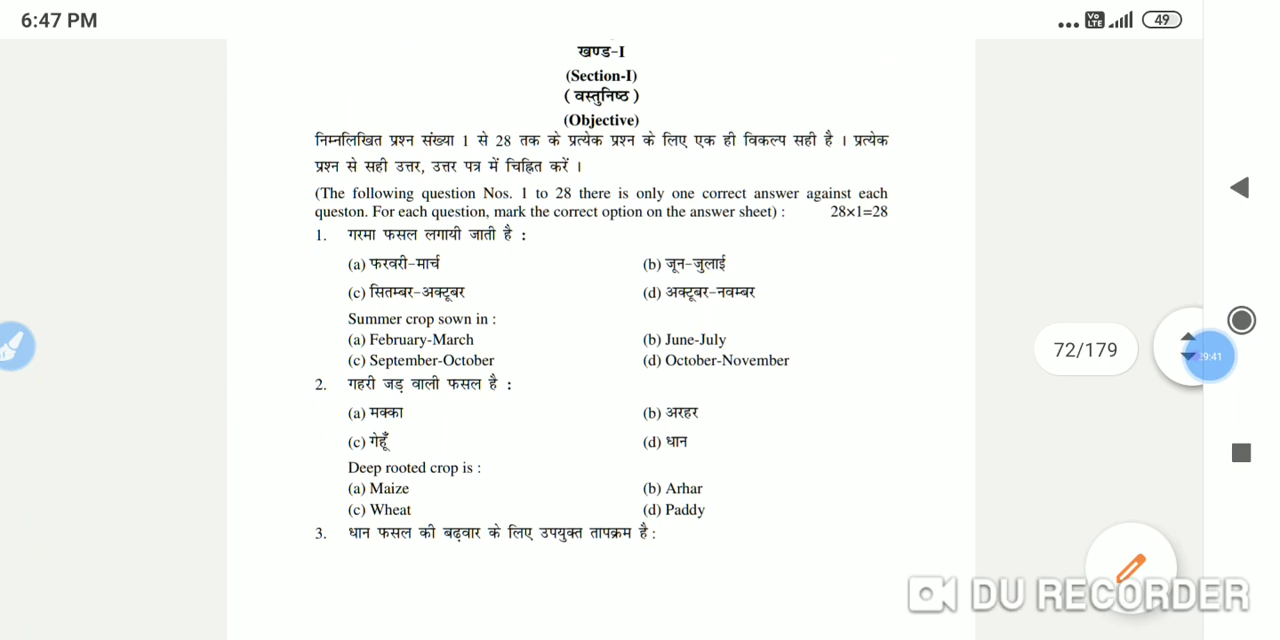 6:47 PM
Vo LTE 49
खण्ड-I
(Section-I)
( वस्तुनिष्ठ )
(Objective)
निम्नलिखित प्रश्न संख्या 1 से 28 तक के प्रत्येक प्रश्न के लिए एक ही विकल्प सही है । प्रत्येक
प्रश्न से सही उत्तर, उत्तर पत्र में चिह्नित करें ।
(The following question Nos. 1 to 28 there is only one correct answer against each
queston. For each question, mark the correct option on the answer sheet) : 28×1=28
1. गरमा फसल लगायी जाती है :
(a) फरवरी-मार्च (b) जून-जुलाई
(c) सितम्बर-अक्टूबर (d) अक्टूबर-नवम्बर
Summer crop sown in :
(a) February-March (b) June-July
(c) September-October (d) October-November
2. गहरी जड़ वाली फसल है :
(a) मक्का (b) अरहर
(c) गेहूँ (d) धान
Deep rooted crop is :
(a) Maize (b) Arhar
(c) Wheat (d) Paddy
3. धान फसल की बढ़वार के लिए उपयुक्त तापक्रम है :
72/179
29:41
DU RECORDER